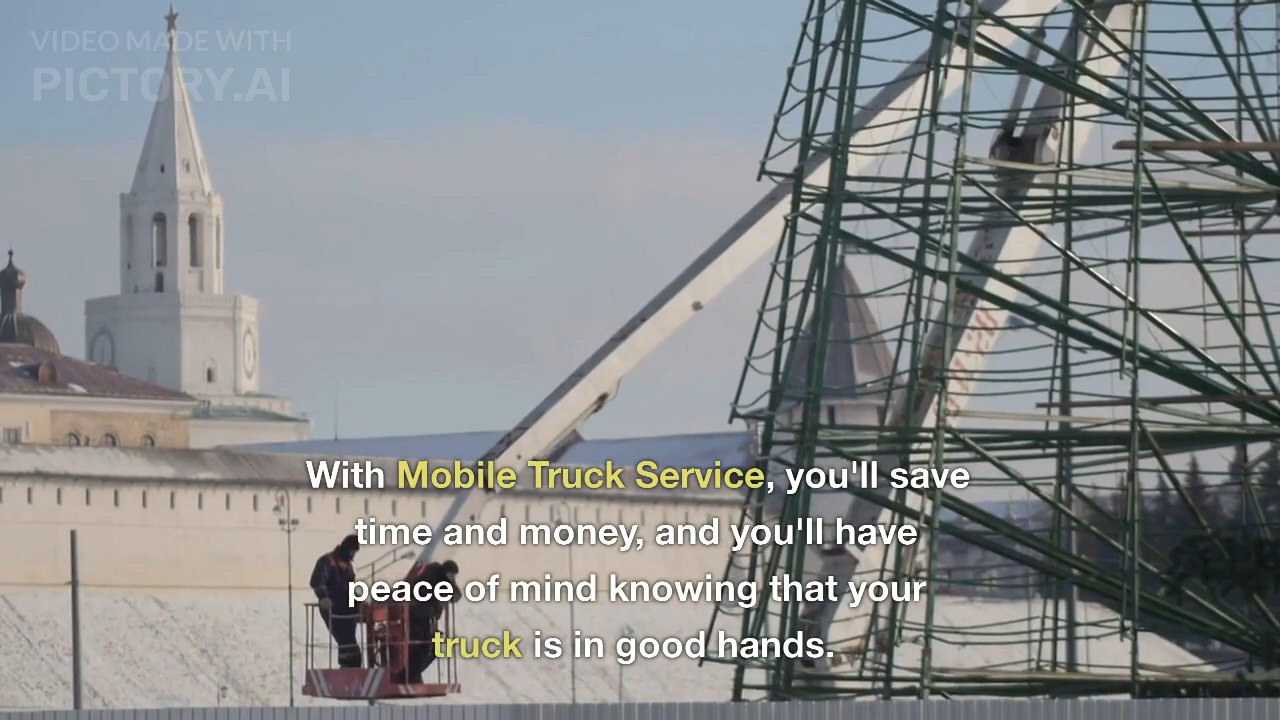 VIDEO MADE WITH
PICTORY.AI
With Mobile Truck Service, you'll save
time and money, and you'll have
peace of mind knowing that your
truck is in good hands.